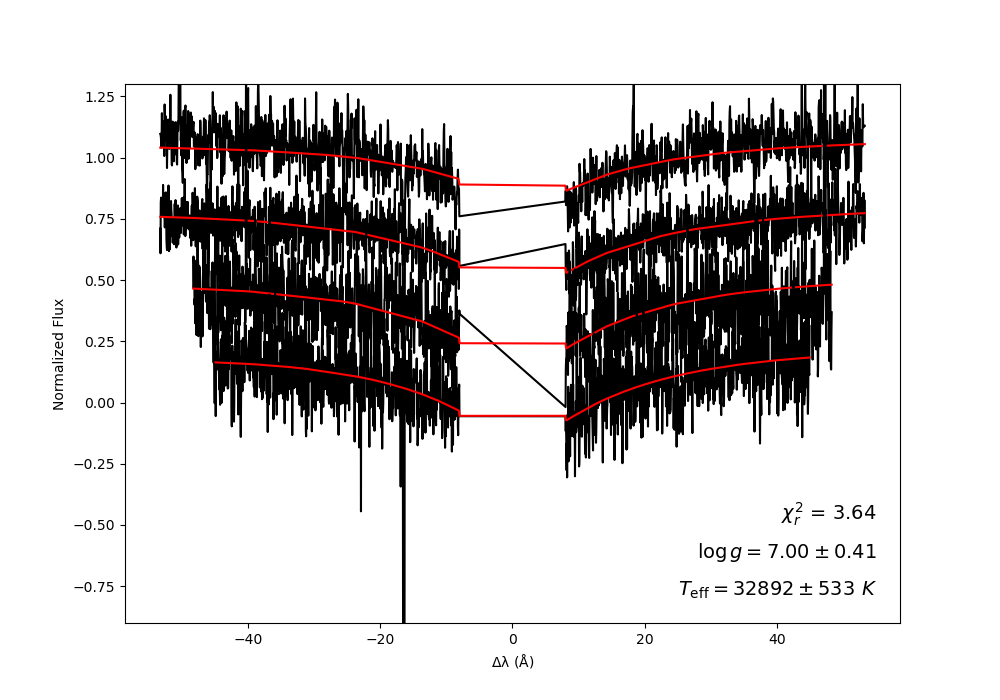 Normalized Flux
1.25
1.00
0.75
0.50
0.25
0.00
−0.25
−0.50
−0.75
χ²ᵣ = 3.64
log g = 7.00 ± 0.41
T_eff = 32892 ± 533 K
−40
−20
0
20
40
Δλ (Å)